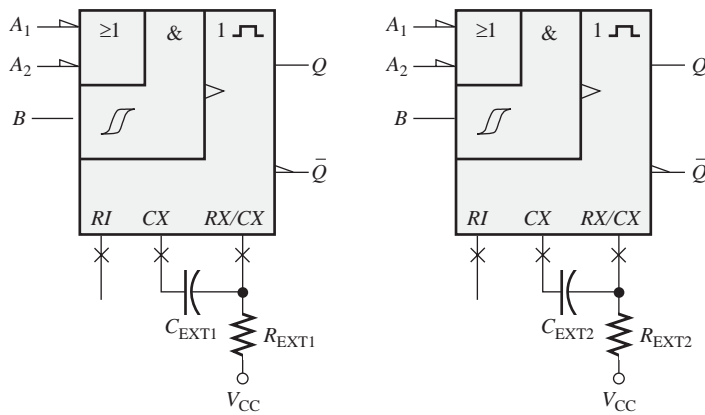 A1 ≥1 & 1
A2
Q
B
Q̄
RI CX RX/CX
CEXT1
REXT1
VCC
A1 ≥1 & 1
A2
Q
B
Q̄
RI CX RX/CX
CEXT2
REXT2
VCC